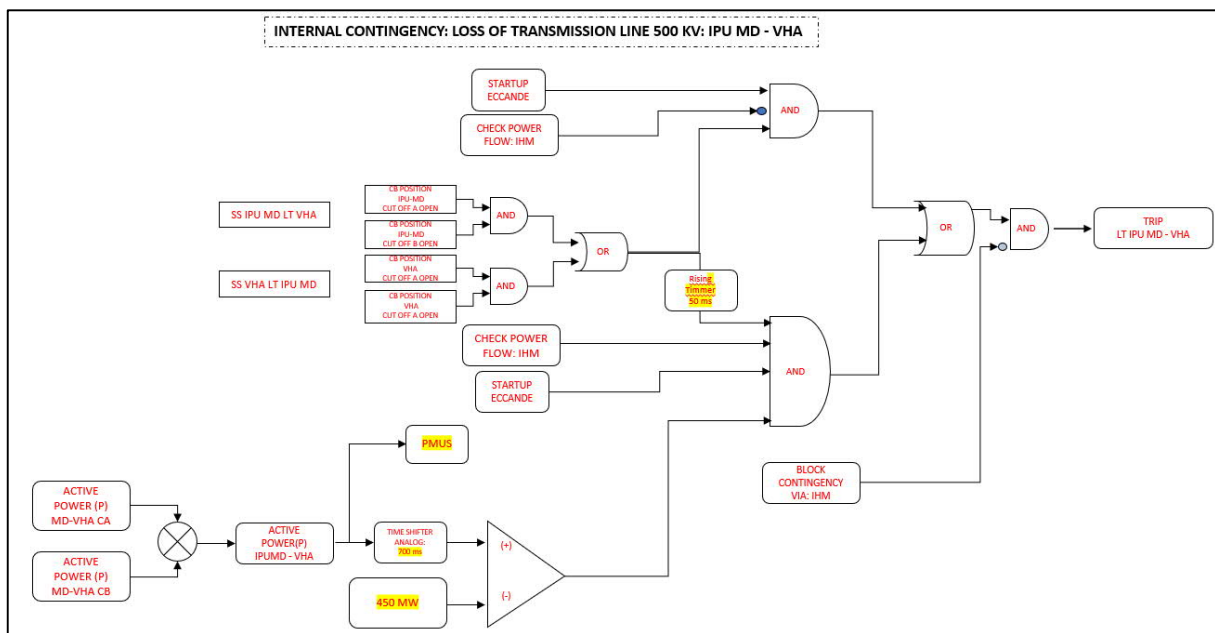 INTERNAL CONTINGENCY: LOSS OF TRANSMISSION LINE 500 KV: IPU MD - VHA
STARTUP
ECCANDE
CHECK POWER
FLOW: IHM
AND
SS IPU MD LT VHA
CB POSITION
IPU-MD
CUT OFF A OPEN
CB POSITION
IPU-MD
CUT OFF B OPEN
AND
SS VHA LT IPU MD
CB POSITION
VHA
CUT OFF A OPEN
CB POSITION
VHA
CUT OFF A OPEN
AND
OR
OR
AND
TRIP
LT IPU MD - VHA
Rising
Timmer
50 ms
CHECK POWER
FLOW: IHM
STARTUP
ECCANDE
AND
PMUS
BLOCK
CONTINGENCY
VIA: IHM
ACTIVE
POWER (P)
MD-VHA CA
ACTIVE
POWER (P)
MD-VHA CB
ACTIVE
POWER(P)
IPUMD - VHA
TIME SHIFTER
ANALOG:
700 ms
450 MW
(+)
(-)